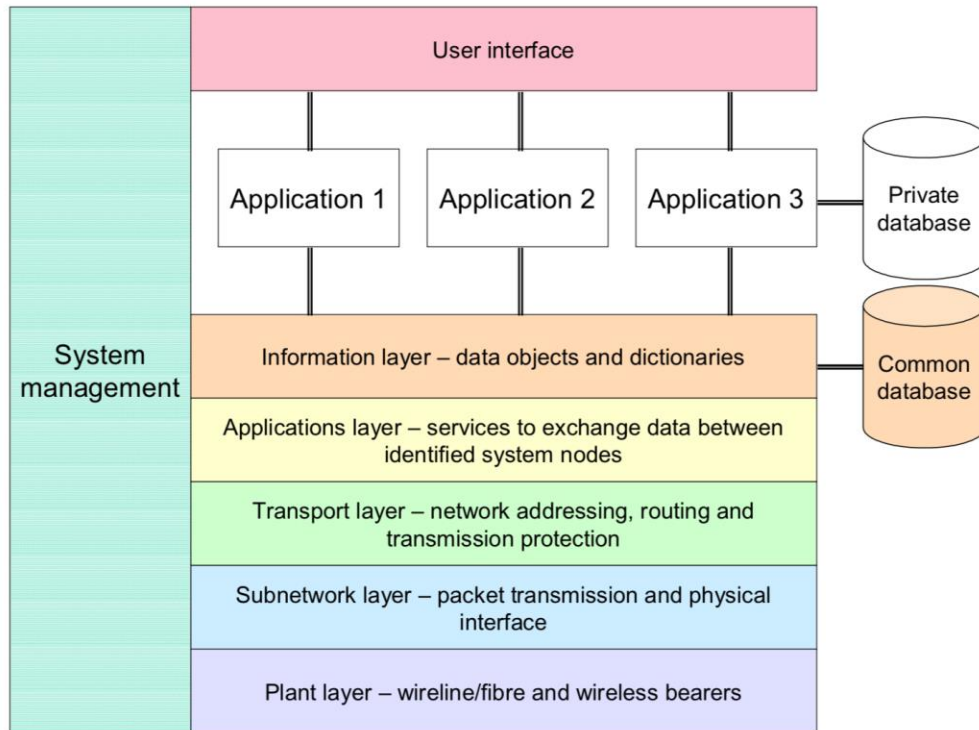 User interface
Application 1
Application 2
Application 3
Private
database
System
management
Information layer – data objects and dictionaries
Common
database
Applications layer – services to exchange data between
identified system nodes
Transport layer – network addressing, routing and
transmission protection
Subnetwork layer – packet transmission and physical
interface
Plant layer – wireline/fibre and wireless bearers